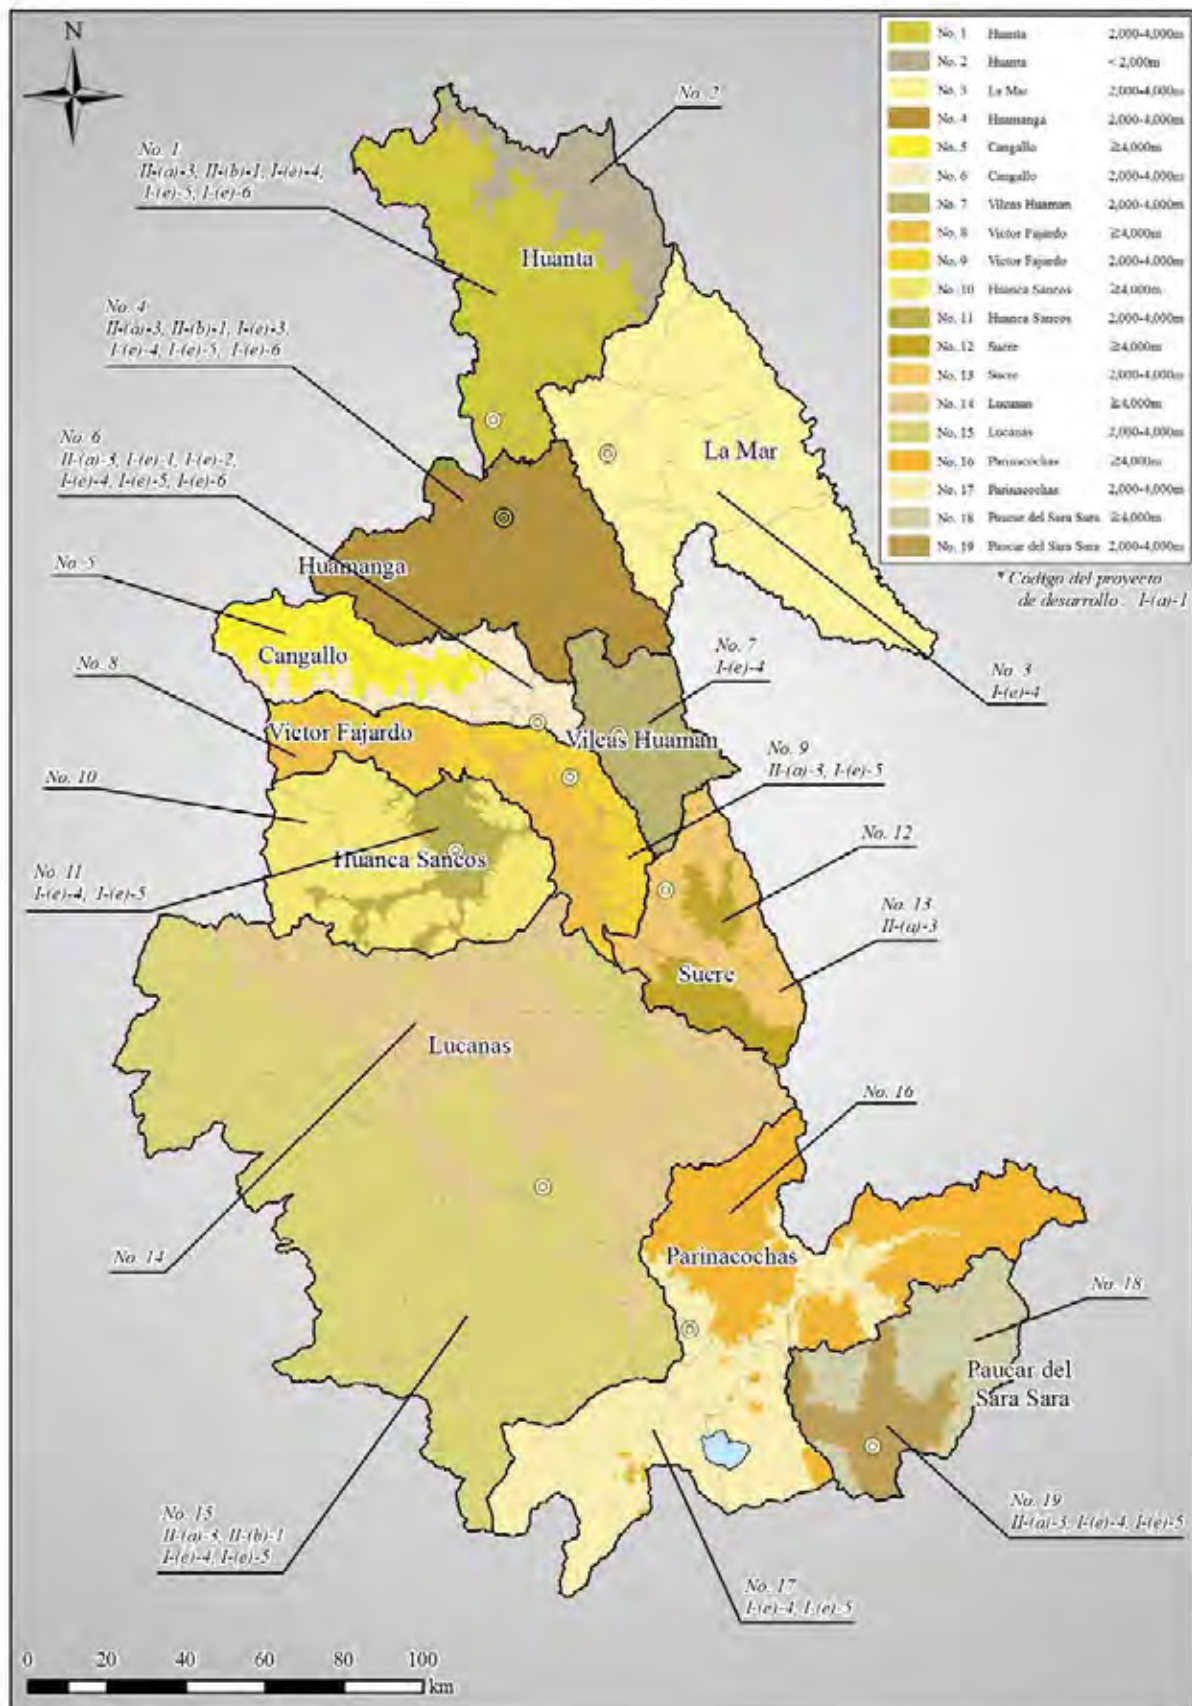 N
No. 1 Huanta 2,000-4,000m
No. 2 Huanta < 2,000m
No. 3 La Mar 2,000-4,000m
No. 4 Huamanga 2,000-4,000m
No. 5 Cangallo ≧4,000m
No. 6 Cangallo 2,000-4,000m
No. 7 Vilcas Huaman 2,000-4,000m
No. 8 Victor Fajardo ≧4,000m
No. 9 Victor Fajardo 2,000-4,000m
No. 10 Huanca Sancos ≧4,000m
No. 11 Huanca Sancos 2,000-4,000m
No. 12 Sucre ≧4,000m
No. 13 Sucre 2,000-4,000m
No. 14 Lucanas ≧4,000m
No. 15 Lucanas 2,000-4,000m
No. 16 Parinacochas ≧4,000m
No. 17 Parinacochas 2,000-4,000m
No. 18 Paucar del Sara Sara ≧4,000m
No. 19 Paucar del Sara Sara 2,000-4,000m
* Codigo del proyecto
de desarrollo I-(a)-1
No. 2
No. 1
II-(a)-3, II-(b)-1, I-(e)-4,
I-(e)-5, I-(e)-6
Huanta
No. 4
II-(a)-3, II-(b)-1, I-(e)-3,
I-(e)-4, I-(e)-5, I-(e)-6
No. 6
II-(a)-3, I-(e)-1, I-(e)-2,
I-(e)-4, I-(e)-5, I-(e)-6
La Mar
Huamanga
No. 5
Cangallo
No. 7
I-(e)-4
No. 3
I-(e)-4
No. 8
Victor Fajardo
Vilcas Huaman
No. 9
II-(a)-3, I-(e)-5
No. 10
No. 12
Huanca Sancos
No. 11
I-(e)-4, I-(e)-5
No. 13
II-(a)-3
Sucre
Lucanas
No. 16
No. 14
Parinacochas
No. 18
Paucar del
Sara Sara
No. 15
II-(a)-3, II-(b)-1
I-(e)-4, I-(e)-5
No. 19
II-(a)-3, I-(e)-4, I-(e)-5
No. 17
I-(e)-4, I-(e)-5
0 20 40 60 80 100
km